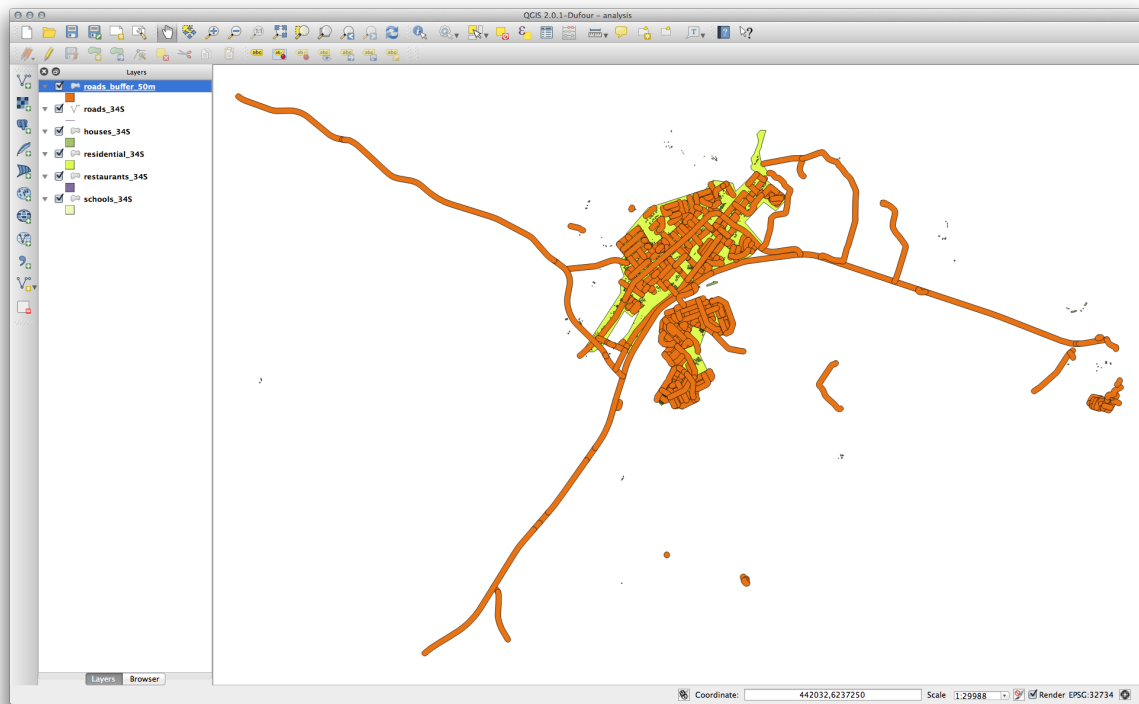 QGIS 2.0.1-Dufour - analysis
Layers
roads_buffer_50m
roads_34S
houses_34S
residential_34S
restaurants_34S
schools_34S
Layers Browser
Coordinate: 442032,6237250 Scale 1:29988 Render EPSG:32734